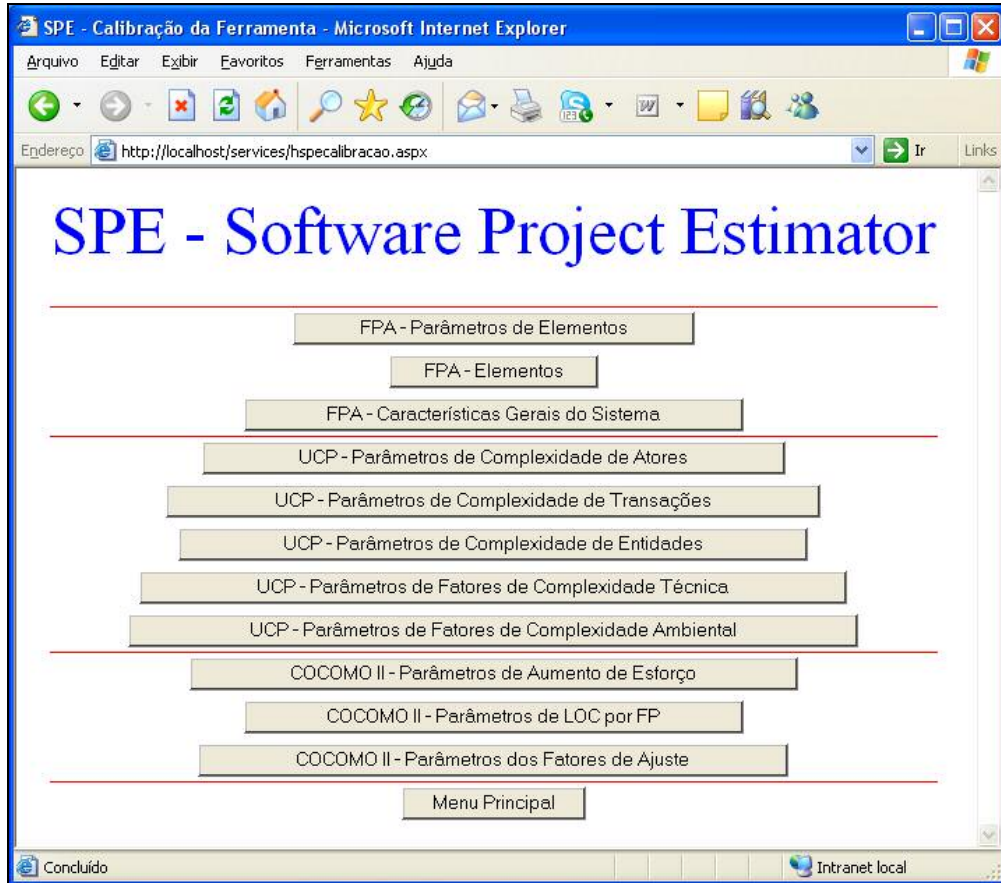 SPE - Calibração da Ferramenta - Microsoft Internet Explorer
Arquivo Editar Exibir Favoritos Ferramentas Ajuda
Endereço http://localhost/services/hspecalibracao.aspx Ir Links
SPE - Software Project Estimator
FPA - Parâmetros de Elementos
FPA - Elementos
FPA - Características Gerais do Sistema
UCP - Parâmetros de Complexidade de Atores
UCP - Parâmetros de Complexidade de Transações
UCP - Parâmetros de Complexidade de Entidades
UCP - Parâmetros de Fatores de Complexidade Técnica
UCP - Parâmetros de Fatores de Complexidade Ambiental
COCOMO II - Parâmetros de Aumento de Esforço
COCOMO II - Parâmetros de LOC por FP
COCOMO II - Parâmetros dos Fatores de Ajuste
Menu Principal
Concluído Intranet local